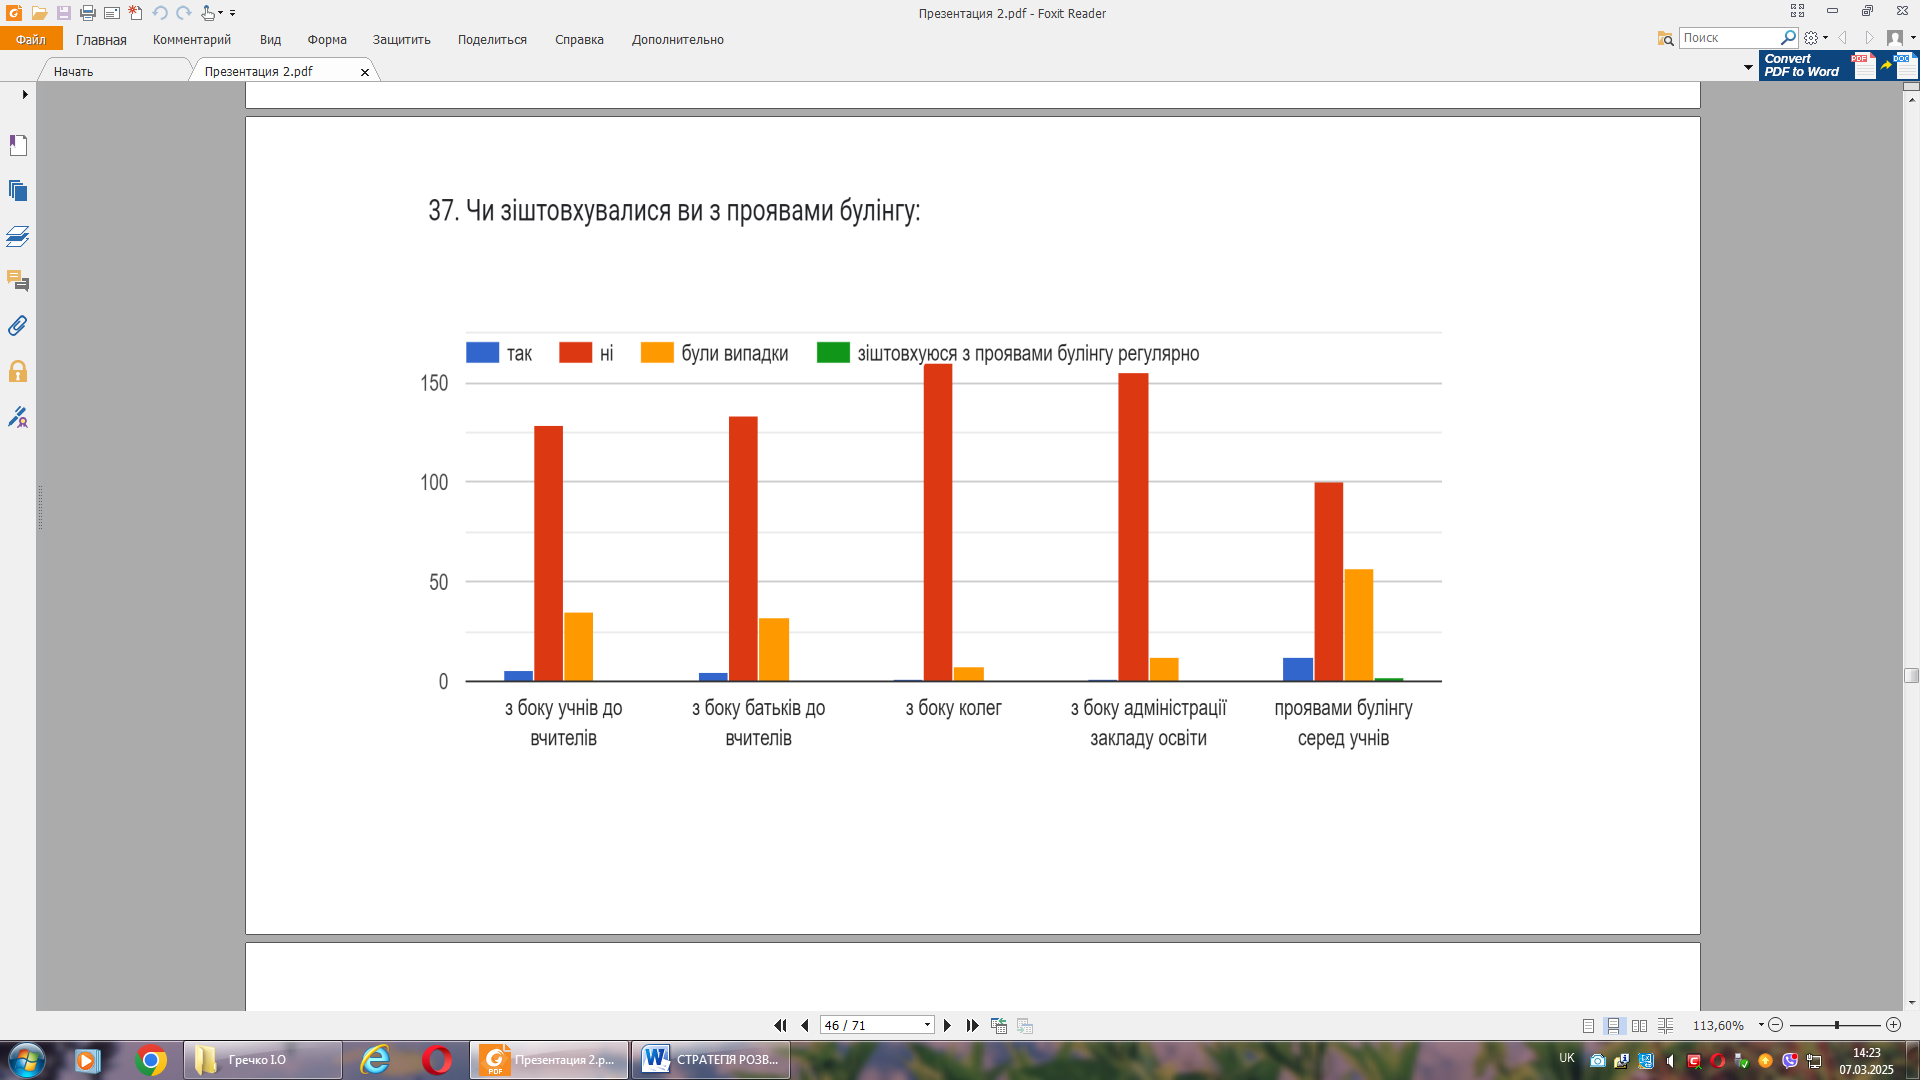 Презентация 2.pdf - Foxit Reader
Файл Главная Комментарий Вид Форма Защитить Поделиться Справка Дополнительно
Поиск
Начать Презентация 2.pdf
Convert
PDF to Word
37. Чи зіштовхувалися ви з проявами булінгу:
так ні були випадки зіштовхуюся з проявами булінгу регулярно
150
100
50
0
з боку учнів до вчителів
з боку батьків до вчителів
з боку колег
з боку адміністрації закладу освіти
проявами булінгу серед учнів
46 / 71
113,60%
Гречко І.О
Презентация 2.p...
СТРАТЕГІЯ РОЗВ...
UK
14:23
07.03.2025